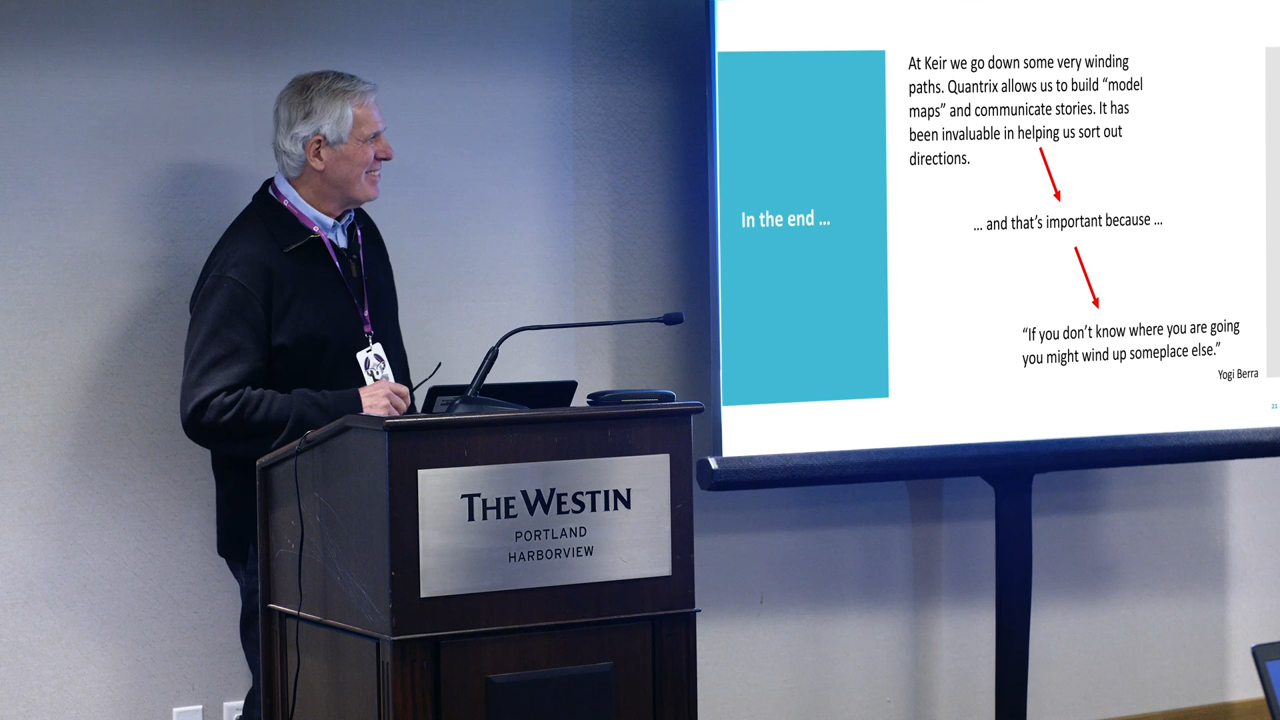 At Keir we go down some very winding
paths. Quantrix allows us to build “model
maps” and communicate stories. It has
been invaluable in helping us sort out
directions.
In the end ...
... and that’s important because ...
“If you don’t know where you are going
you might wind up someplace else.”
Yogi Berra
21
THE WESTIN
PORTLAND
HARBORVIEW